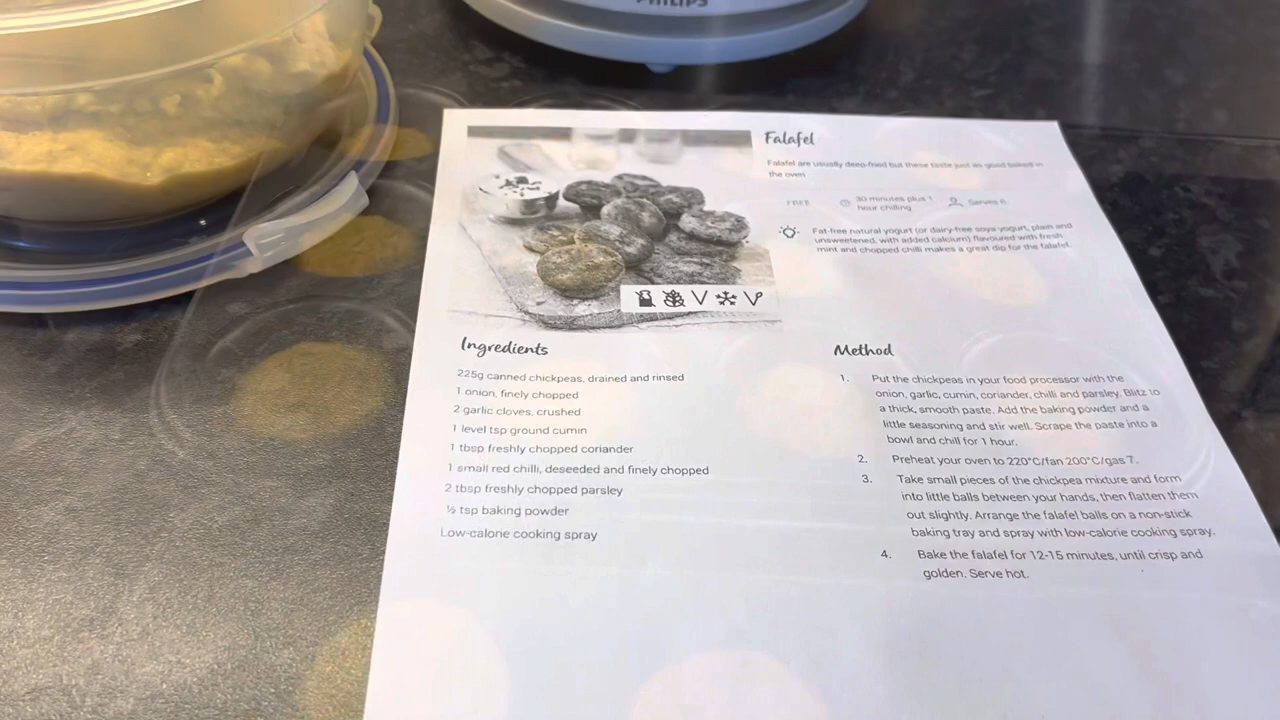 PHILIPS
Falafel
Falafel are usually deep-fried but these taste just as good baked in
the oven
FREE
30 minutes plus 1
hour chilling
Serves 6
Fat-free natural yogurt (or dairy-free soya yogurt, plain and
unsweetened, with added calcium) flavoured with fresh
mint and chopped chilli makes a great dip for the falafel.
Ingredients
225g canned chickpeas, drained and rinsed
1 onion, finely chopped
2 garlic cloves, crushed
1 level tsp ground cumin
1 tbsp freshly chopped coriander
1 small red chilli, deseeded and finely chopped
2 tbsp freshly chopped parsley
½ tsp baking powder
Low-calorie cooking spray
Method
1. Put the chickpeas in your food processor with the
onion, garlic, cumin, coriander, chilli and parsley. Blitz to
a thick, smooth paste. Add the baking powder and a
little seasoning and stir well. Scrape the paste into a
bowl and chill for 1 hour.
2. Preheat your oven to 220°C/fan 200°C/gas 7.
3. Take small pieces of the chickpea mixture and form
into little balls between your hands, then flatten them
out slightly. Arrange the falafel balls on a non-stick
baking tray and spray with low-calorie cooking spray.
4. Bake the falafel for 12-15 minutes, until crisp and
golden. Serve hot.